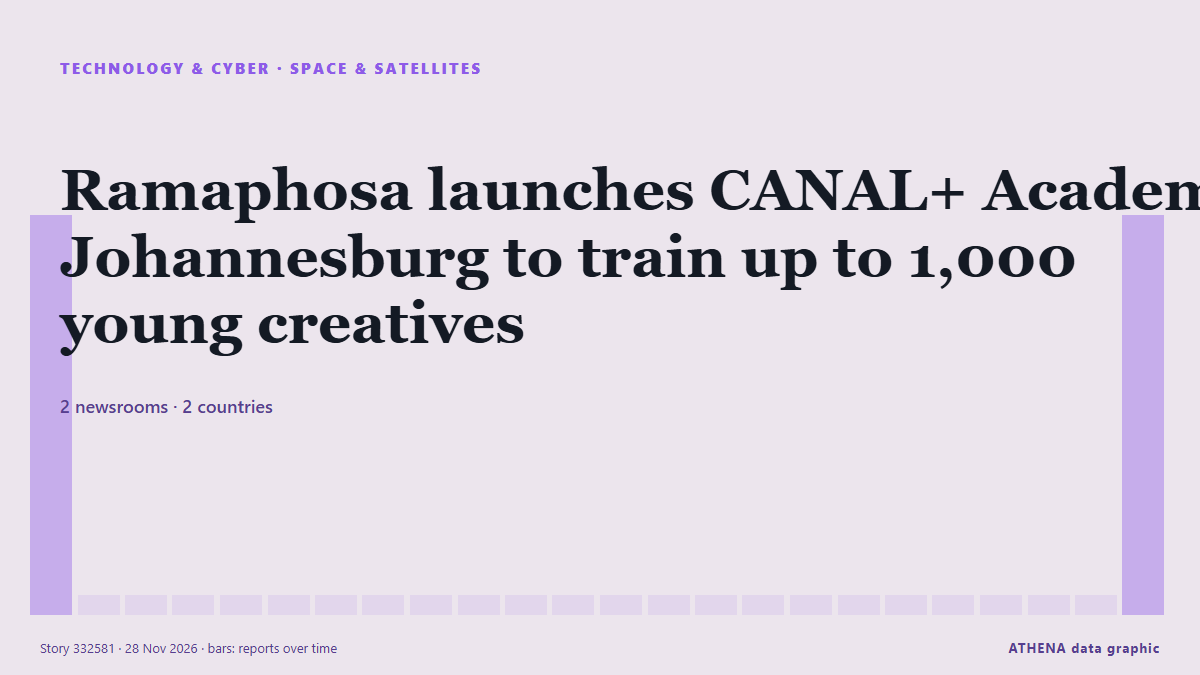 TECHNOLOGY & CYBER · SPACE & SATELLITES
Ramaphosa launches CANAL+
Johannesburg to train up to 1,000
young creatives
2 newsrooms · 2 countries
Story 332581 · 28 Nov 2026 · bars: reports over time
ATHENA data graphic